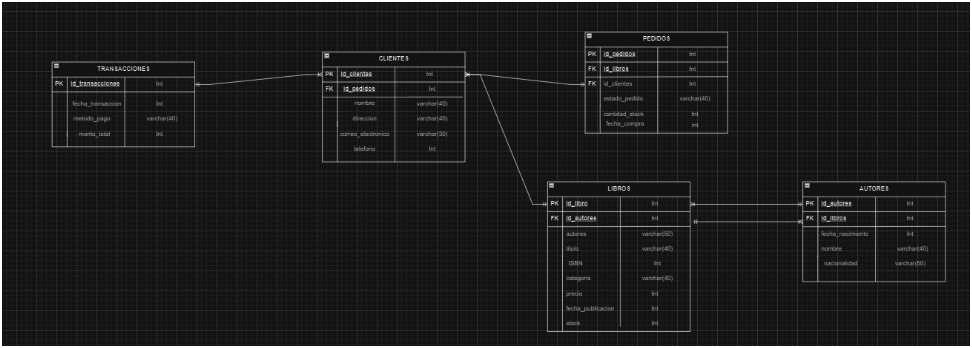 TRANSACCIONES
PK id_transacciones Int
fecha_transaccion Int
metodo_pago varchar(40)
monto_total Int
CLIENTES
PK id_clientes Int
FK id_pedidos Int
nombre varchar(40)
direccion varchar(40)
correo_electronico varchar(30)
telefono Int
PEDIDOS
PK id_pedidos Int
FK id_libros Int
id_clientes Int
estado_pedido varchar(40)
cantidad_stock Int
fecha_compra Int
LIBROS
PK id_libro Int
FK id_autores Int
autores varchar(50)
titulo varchar(40)
ISBN Int
categoria varchar(40)
precio Int
fecha_publicacion Int
stock Int
AUTORES
PK id_autores Int
FK id_libros Int
fecha_nacimiento Int
nombre varchar(40)
nacionalidad varchar(50)